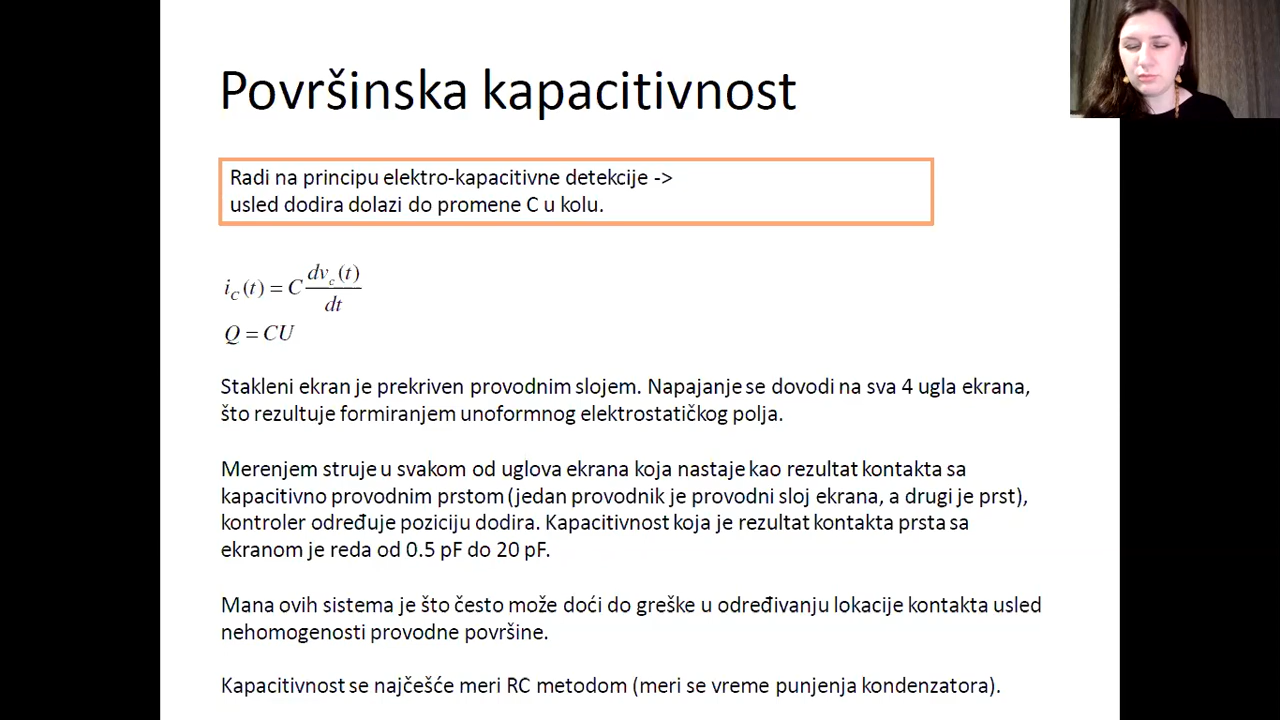 Površinska kapacitivnost
Radi na principu elektro-kapacitivne detekcije ->
usled dodira dolazi do promene C u kolu.
i_C(t) = C dv_c(t)/dt
Q = CU
Stakleni ekran je prekriven provodnim slojem. Napajanje se dovodi na sva 4 ugla ekrana,
što rezultuje formiranjem unoformnog elektrostatičkog polja.
Merenjem struje u svakom od uglova ekrana koja nastaje kao rezultat kontakta sa
kapacitivno provodnim prstom (jedan provodnik je provodni sloj ekrana, a drugi je prst),
kontroler određuje poziciju dodira. Kapacitivnost koja je rezultat kontakta prsta sa
ekranom je reda od 0.5 pF do 20 pF.
Mana ovih sistema je što često može doći do greške u određivanju lokacije kontakta usled
nehomogenosti provodne površine.
Kapacitivnost se najčešće meri RC metodom (meri se vreme punjenja kondenzatora).